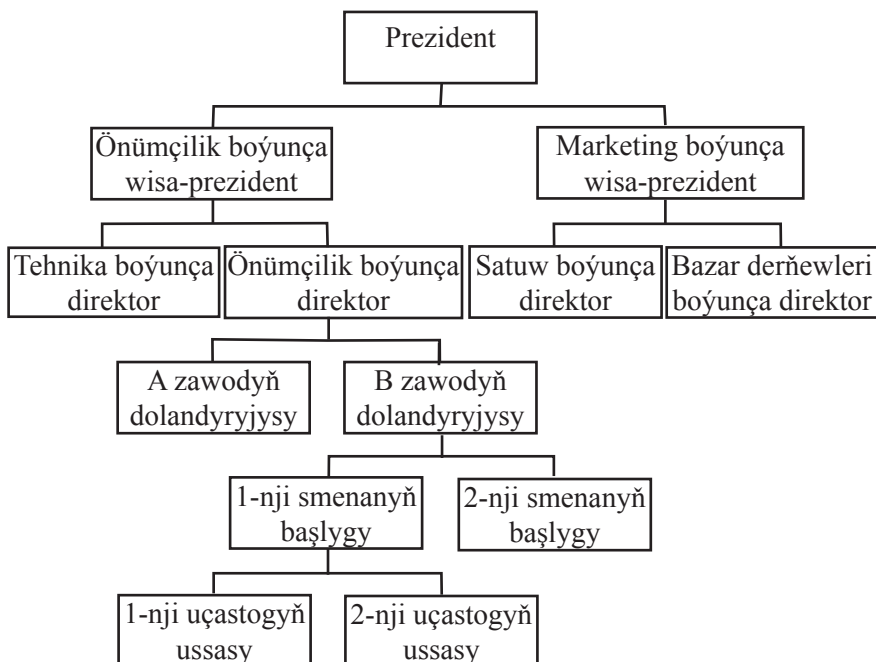 Prezident
Önümçilik boýunça
wisa-prezident
Marketing boýunça
wisa-prezident
Tehnika boýunça
direktor
Önümçilik boýunça
direktor
Satuw boýunça
direktor
Bazar derňewleri
boýunça direktor
A zawodyň
dolandyryjysy
B zawodyň
dolandyryjysy
1-nji smenanyň
başlygy
2-nji smenanyň
başlygy
1-nji uçastogyň
ussasy
2-nji uçastogyň
ussasy